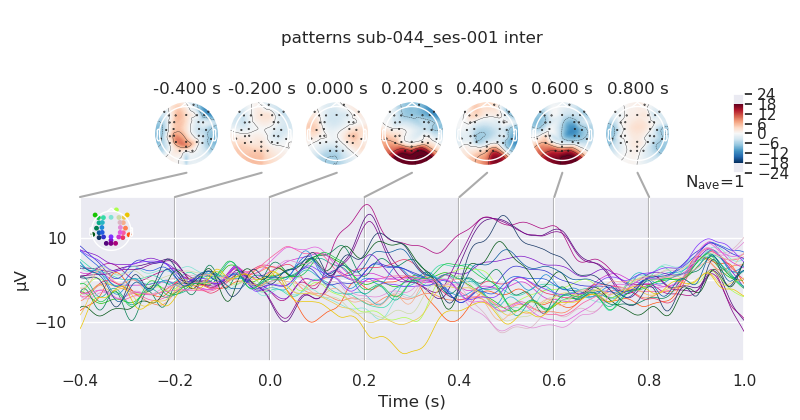 patterns sub-044_ses-001 inter
-0.400 s -0.200 s 0.000 s 0.200 s 0.400 s 0.600 s 0.800 s
24
18
12
6
0
−6
−12
−18
−24
Nave=1
10
0
−10
µV
−0.4 −0.2 0.0 0.2 0.4 0.6 0.8 1.0
Time (s)